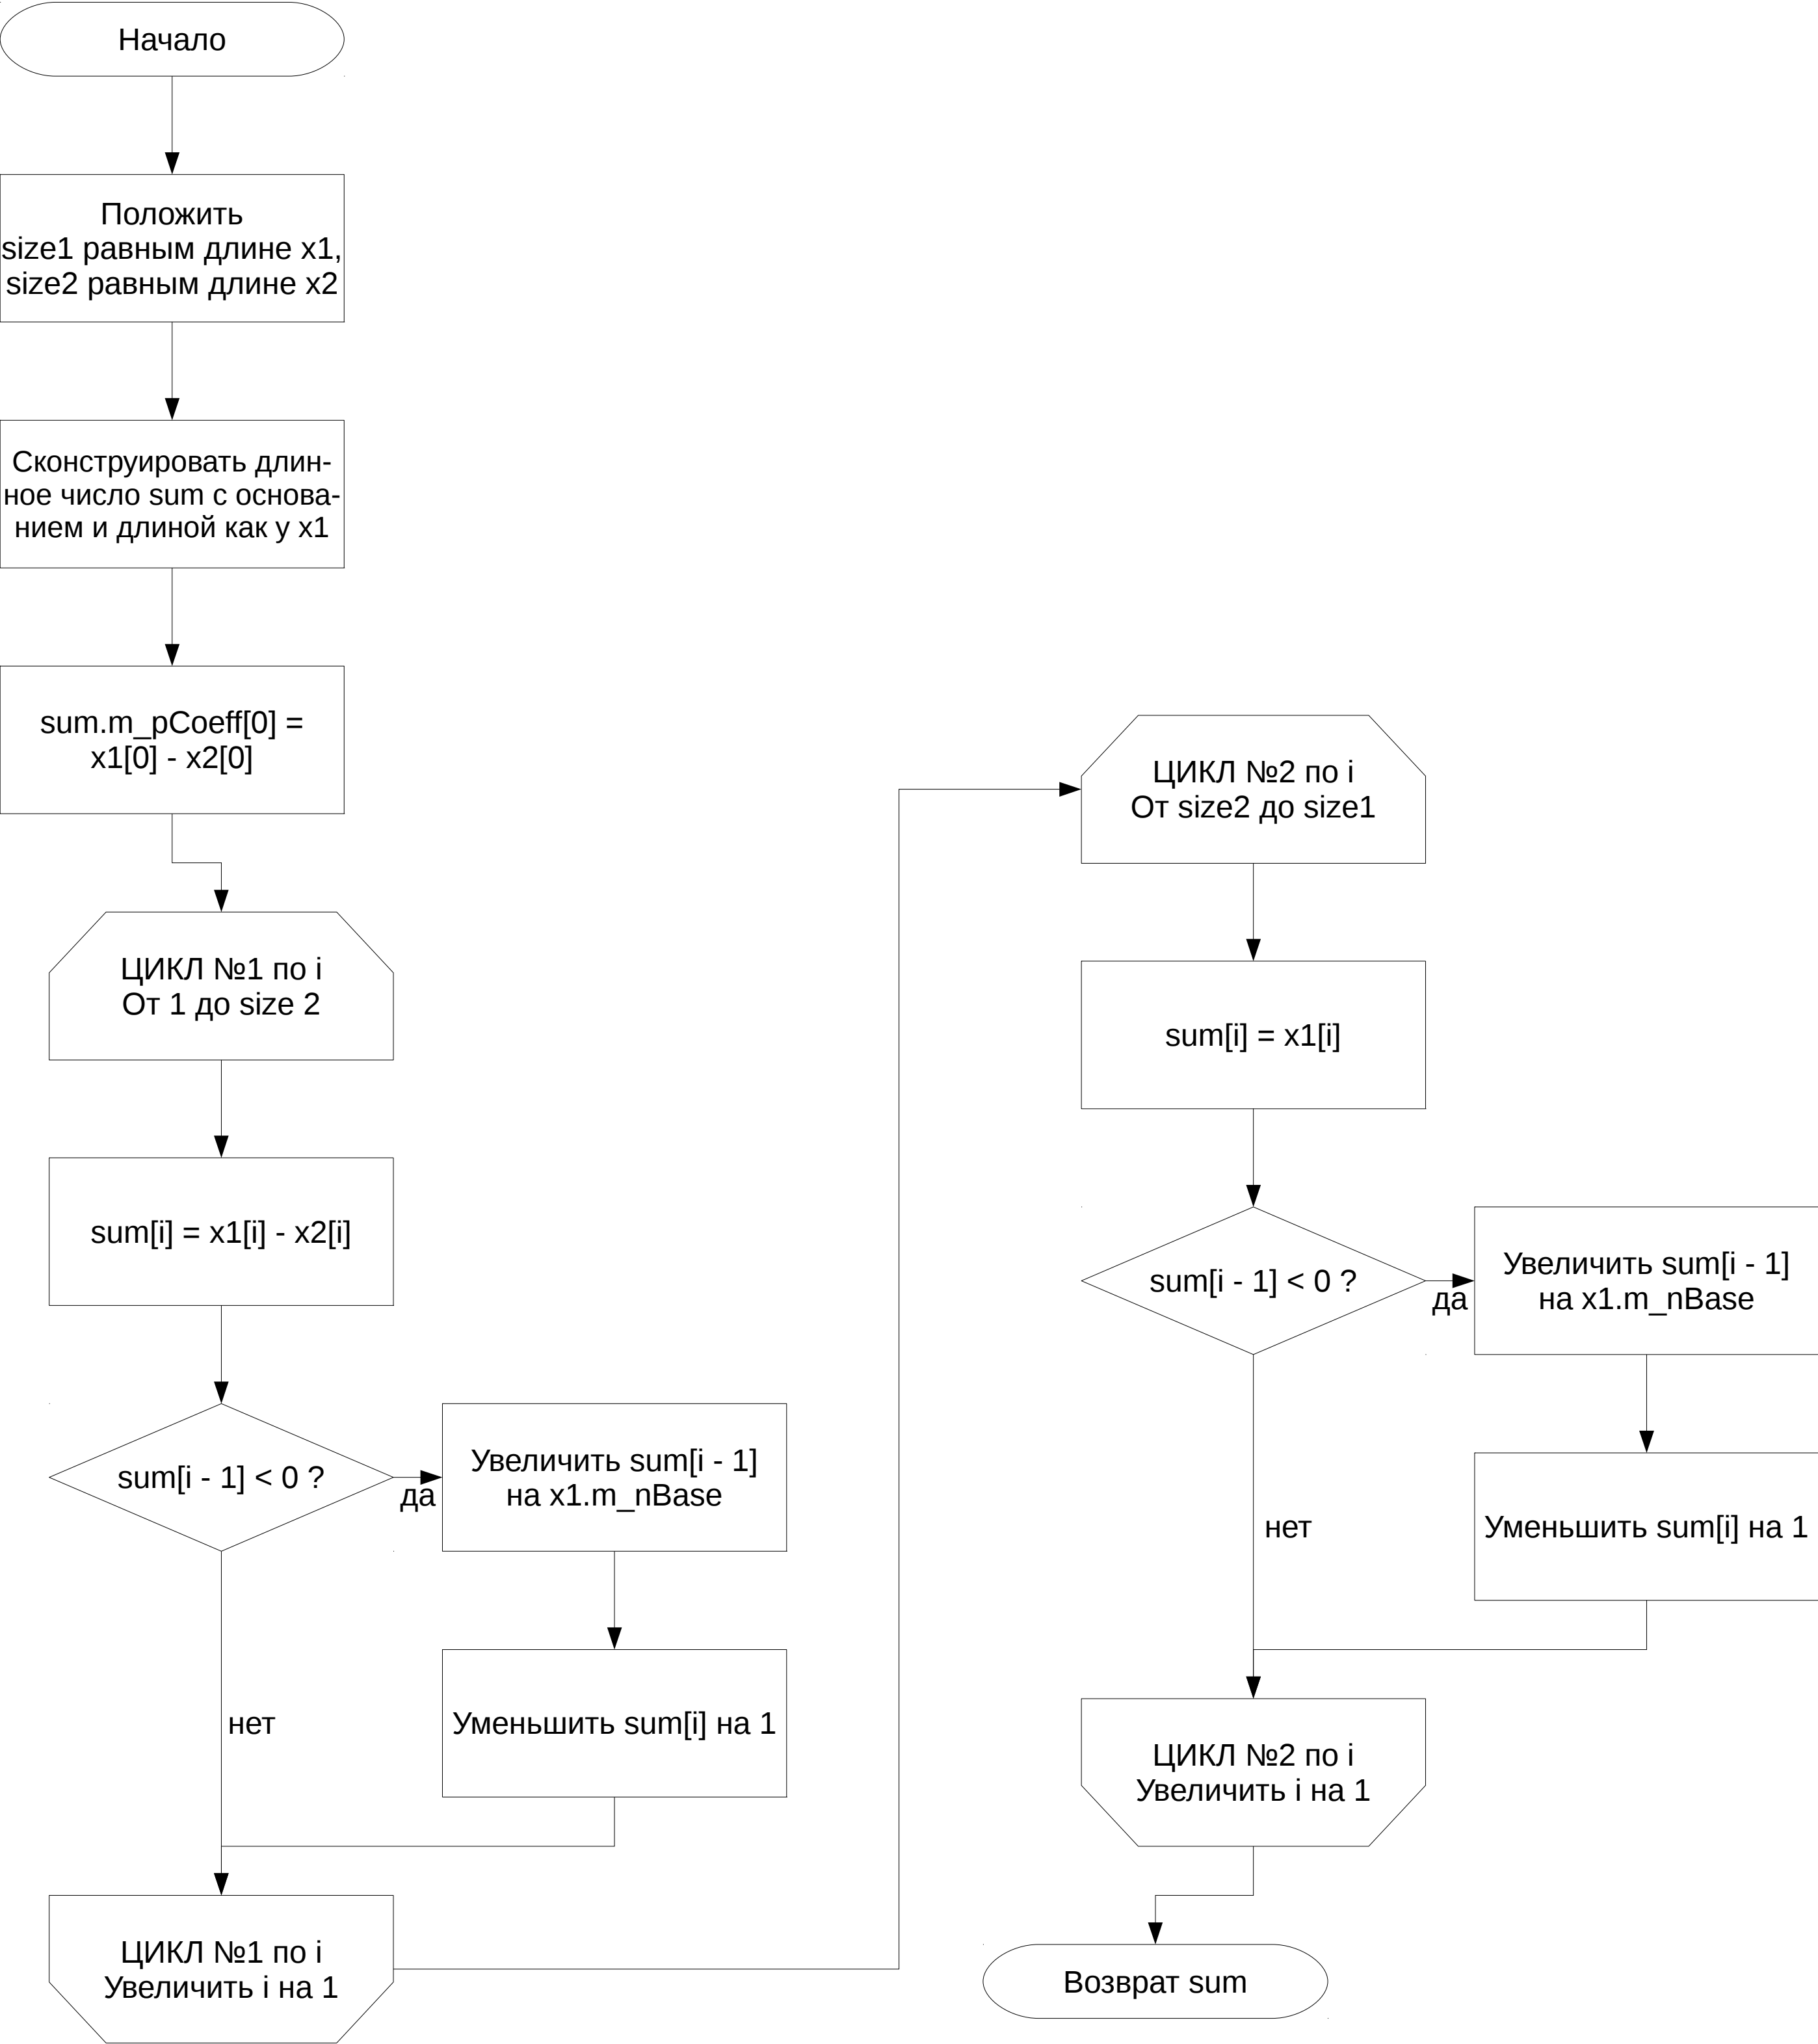 Начало
Положить
size1 равным длине x1,
size2 равным длине x2
Сконструировать длин-
ное число sum с основа-
нием и длиной как у x1
sum.m_pCoeff[0] =
x1[0] - x2[0]
ЦИКЛ №1 по i
От 1 до size 2
sum[i] = x1[i] - x2[i]
sum[i - 1] < 0 ?
да
Увеличить sum[i - 1]
на x1.m_nBase
нет
Уменьшить sum[i] на 1
ЦИКЛ №1 по i
Увеличить i на 1
ЦИКЛ №2 по i
От size2 до size1
sum[i] = x1[i]
sum[i - 1] < 0 ?
да
Увеличить sum[i - 1]
на x1.m_nBase
нет
Уменьшить sum[i] на 1
ЦИКЛ №2 по i
Увеличить i на 1
Возврат sum